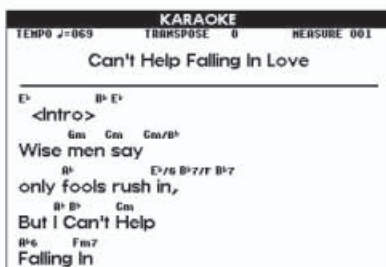 KARAOKE
TEMPO ♩=069 TRANSPOSE 0 MEASURE 001
Can't Help Falling In Love
E♭ B♭ E♭
<Intro>
Gm Cm Gm/B♭
Wise men say
A♭ E♭/G B♭7/F B♭7
only fools rush in,
A♭ B♭ Cm
But I Can't Help
A♭6 Fm7
Falling In